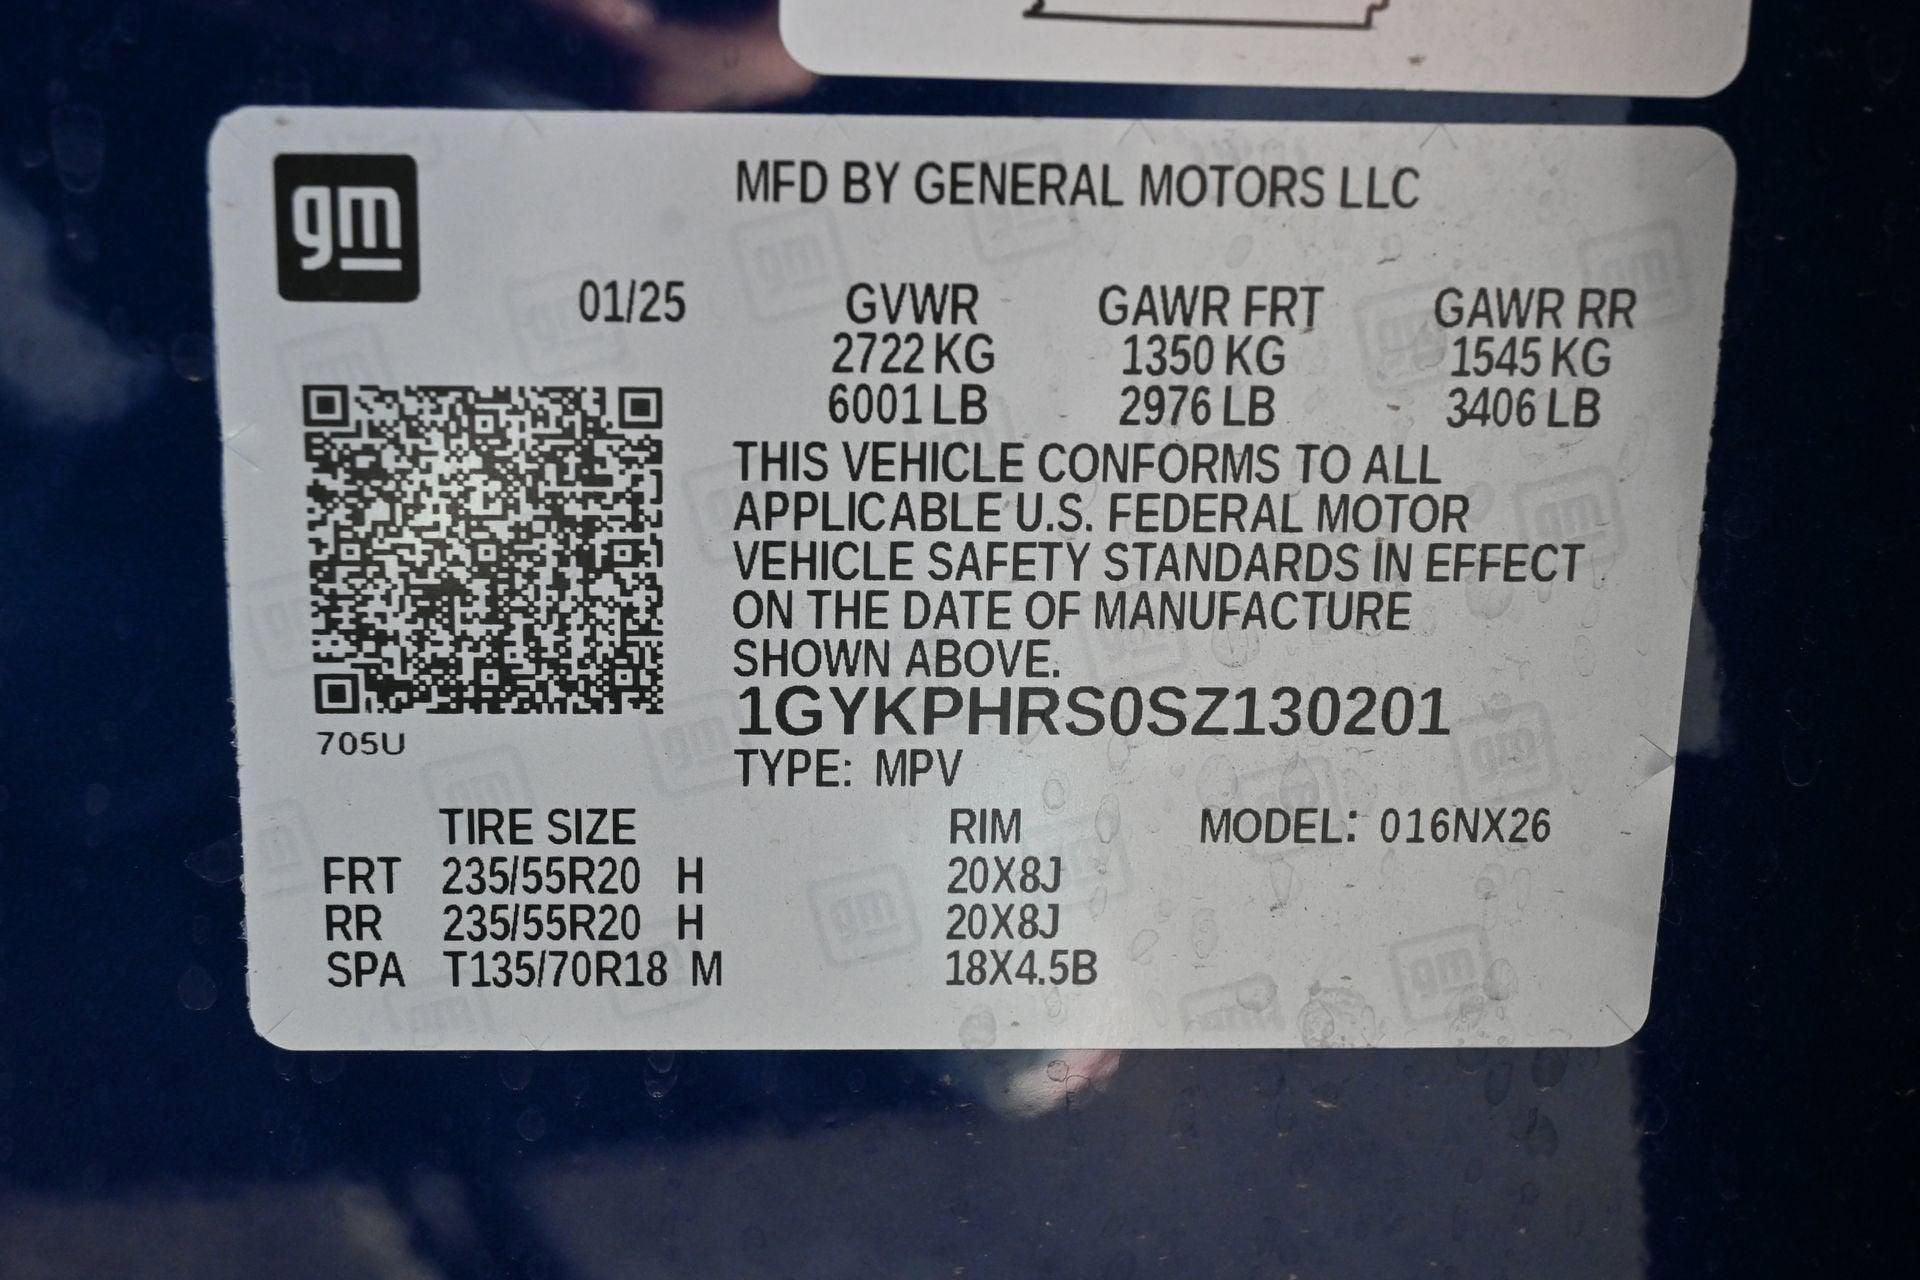 gm
MFD BY GENERAL MOTORS LLC
01/25 GVWR GAWR FRT GAWR RR
2722 KG 1350 KG 1545 KG
6001 LB 2976 LB 3406 LB
THIS VEHICLE CONFORMS TO ALL
APPLICABLE U.S. FEDERAL MOTOR
VEHICLE SAFETY STANDARDS IN EFFECT
ON THE DATE OF MANUFACTURE
SHOWN ABOVE.
1GYKPHRS0SZ130201
705U
TYPE: MPV
TIRE SIZE RIM MODEL: 016NX26
FRT 235/55R20 H 20X8J
RR 235/55R20 H 20X8J
SPA T135/70R18 M 18X4.5B